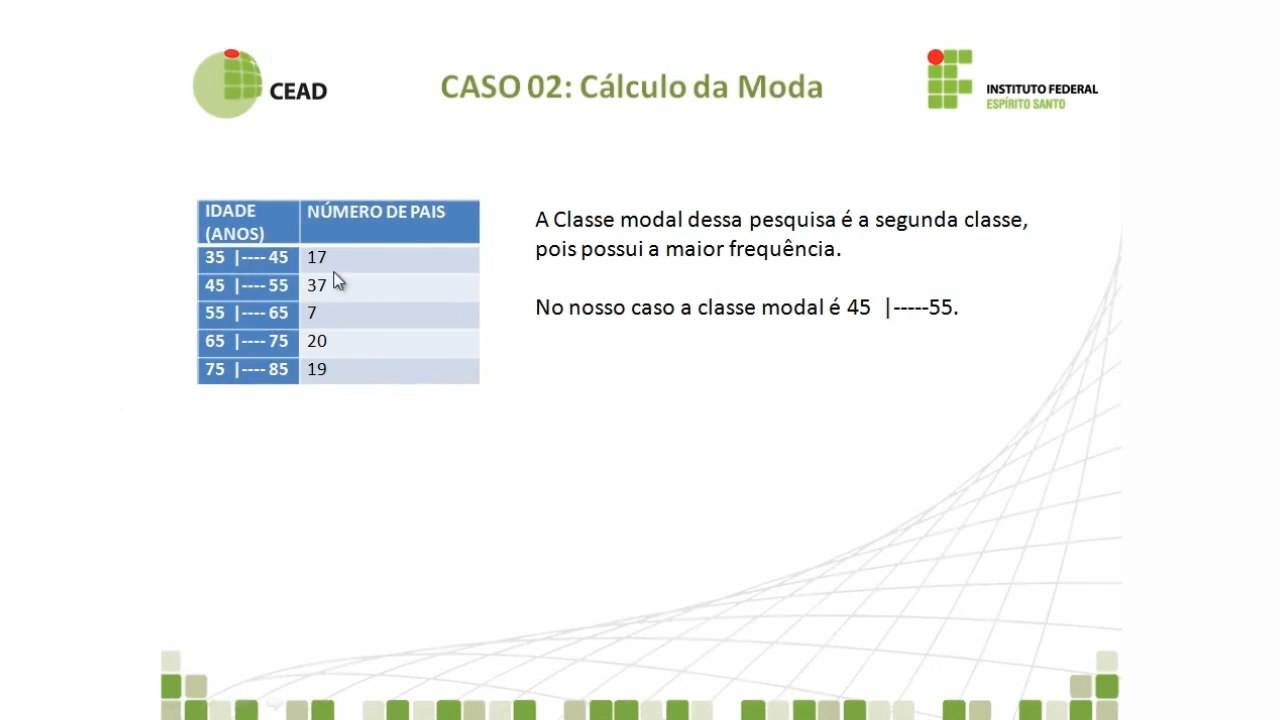 CEAD
CASO 02: Cálculo da Moda
INSTITUTO FEDERAL
ESPÍRITO SANTO
IDADE (ANOS) NÚMERO DE PAIS
35 |---- 45 17
45 |---- 55 37
55 |---- 65 7
65 |---- 75 20
75 |---- 85 19
A Classe modal dessa pesquisa é a segunda classe,
pois possui a maior frequência.
No nosso caso a classe modal é 45 |-----55.